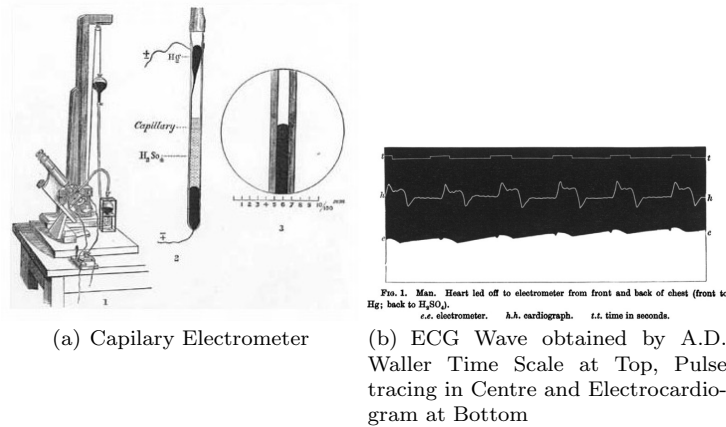 ±
Hg
Capillary
H₂So₄
1 2 3 4 5 6 7 8 9 10/100 mm
1
2
3
∓
t t
h h
e e
Fig. 1. Man. Heart led off to electrometer from front and back of chest (front to
Hg; back to H₂SO₄).
e.e. electrometer. h.h. cardiograph. t.t. time in seconds.
(a) Capilary Electrometer
(b) ECG Wave obtained by A.D.
Waller Time Scale at Top, Pulse
tracing in Centre and Electrocardio-
gram at Bottom